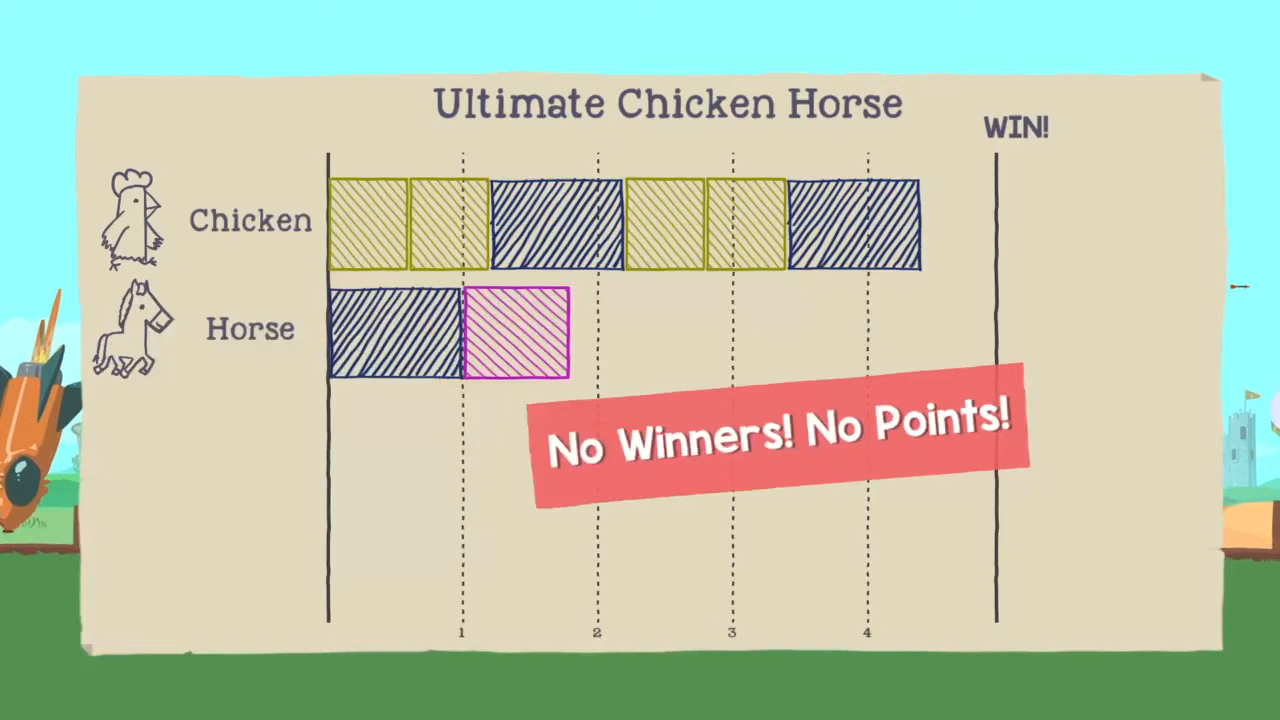 Ultimate Chicken Horse
WIN!
Chicken
Horse
No Winners! No Points!
1 2 3 4